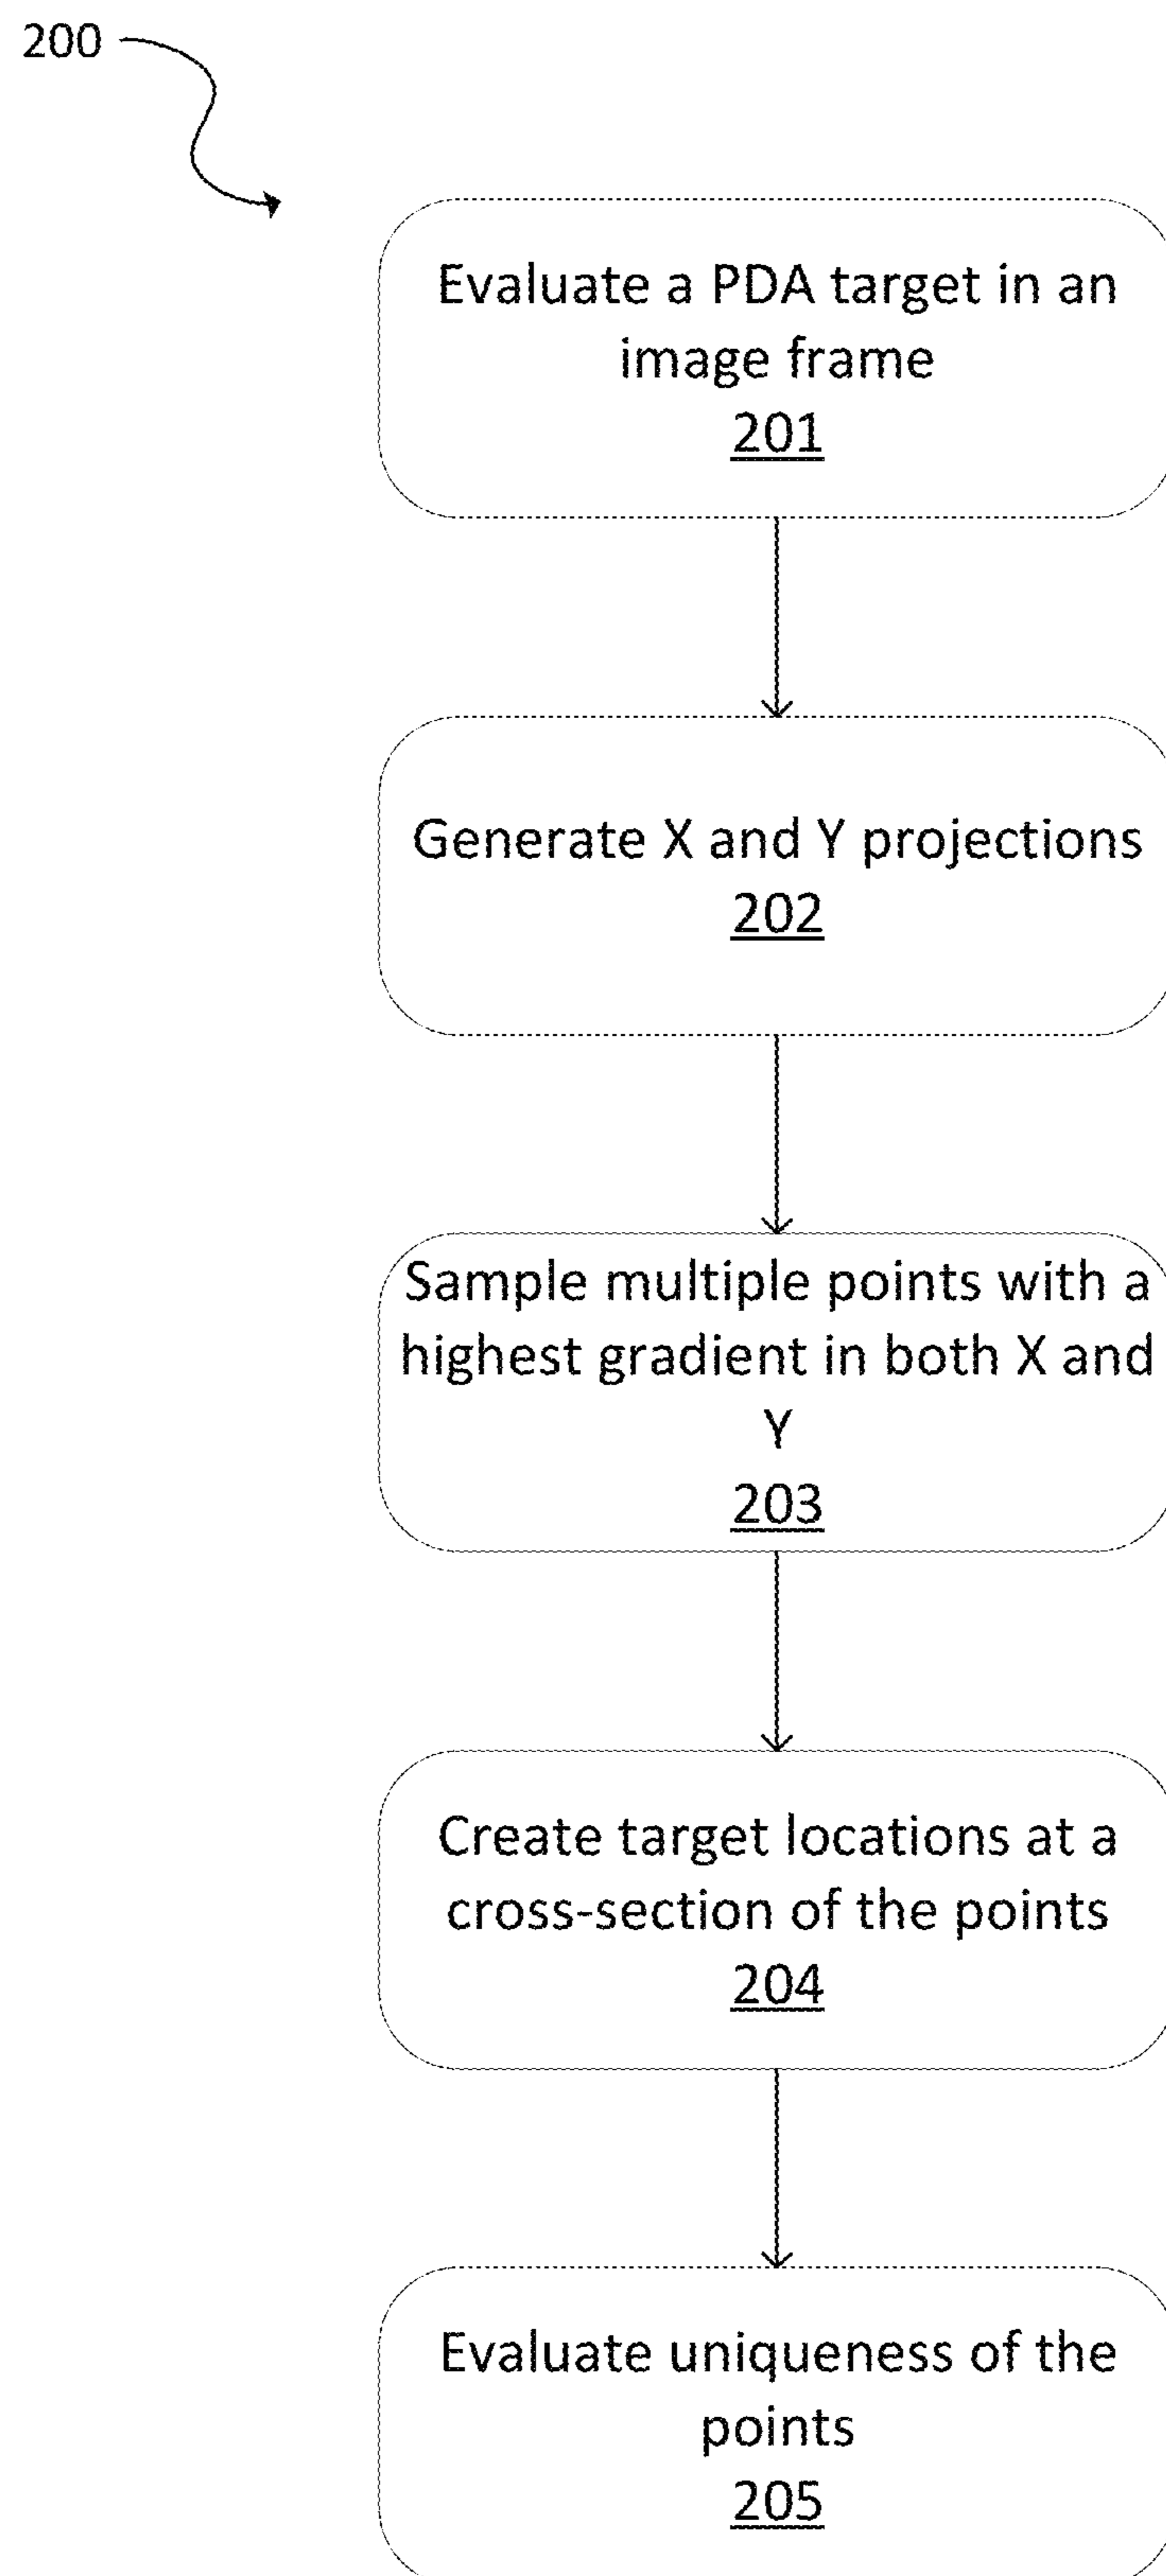 200
Evaluate a PDA target in an
image frame
201
Generate X and Y projections
202
Sample multiple points with a
highest gradient in both X and
Y
203
Create target locations at a
cross-section of the points
204
Evaluate uniqueness of the
points
205